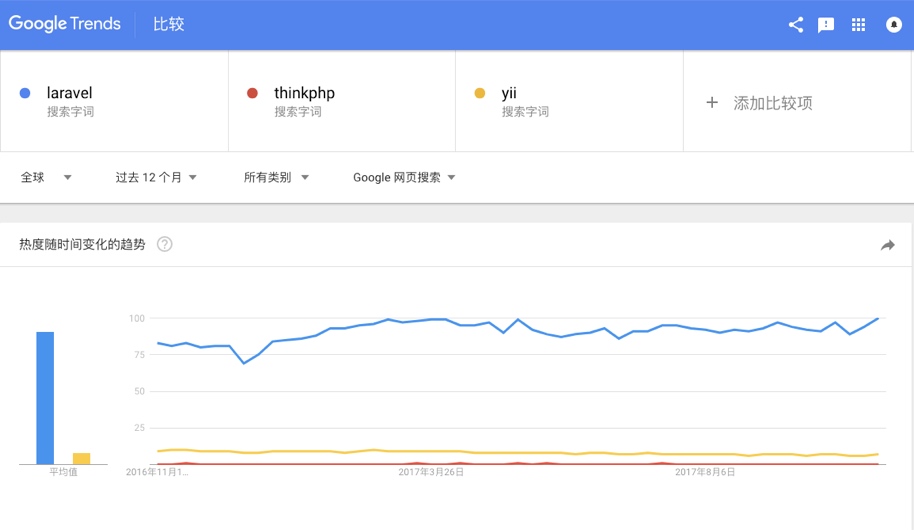 Google Trends 比较
laravel
搜索字词
thinkphp
搜索字词
yii
搜索字词
+ 添加比较项
全球
过去 12 个月
所有类别
Google 网页搜索
热度随时间变化的趋势 ?
100
75
50
25
平均值
2016年11月1…
2017年3月26日
2017年8月6日